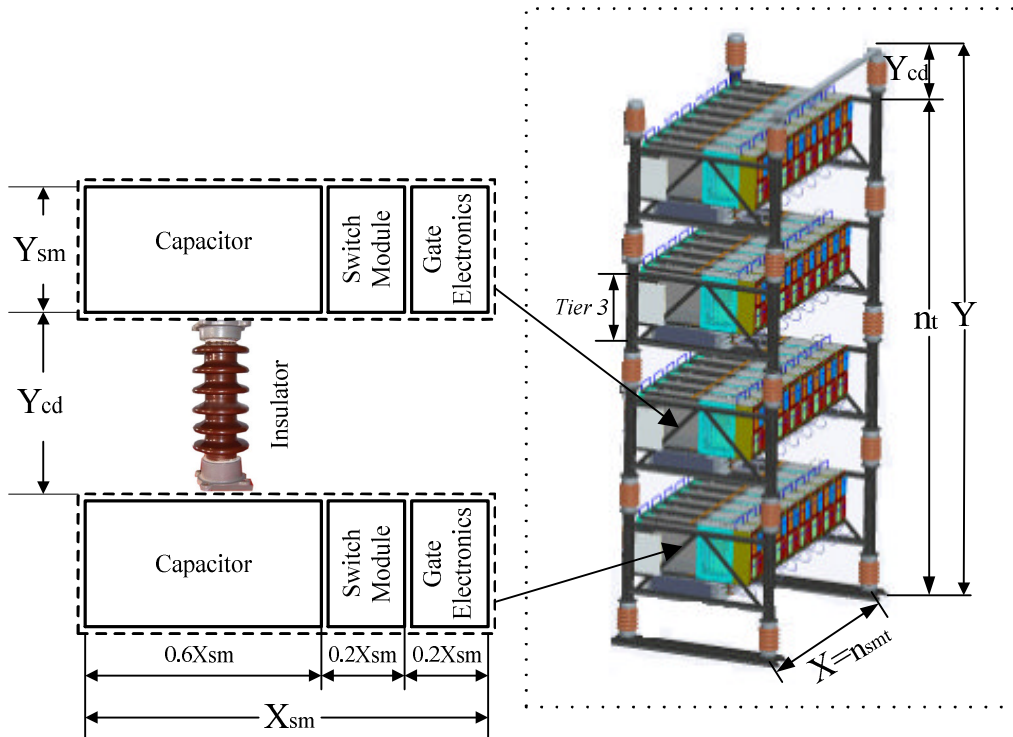 Ysm
Capacitor
Switch
Module
Gate
Electronics
Ycd
Insulator
Capacitor
Switch
Module
Gate
Electronics
0.6Xsm
0.2Xsm
0.2Xsm
Xsm
Ycd
Tier 3
nt
Y
X=nsmt